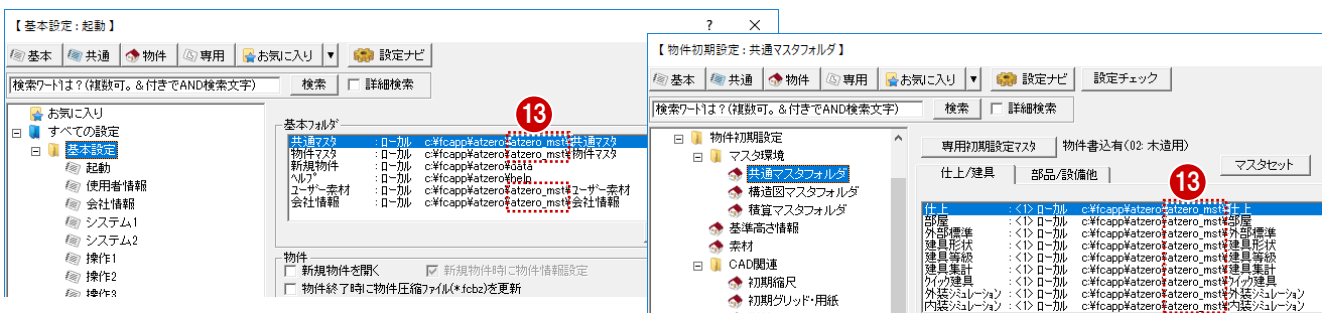 【 基本設定 : 起動 】
? ×
基本 共通 物件 専用 お気に入り ▼ 設定ナビ
検索ワードは？(複数可。＆付きでAND検索文字) 検索 詳細検索
お気に入り
すべての設定
基本設定
起動
使用者情報
会社情報
システム1
システム2
操作1
操作2
操作3
13
基本フォルダ
共通マスタ : ローカル c:¥fcapp¥atzero¥atzero_mst¥共通マスタ
物件マスタ : ローカル c:¥fcapp¥atzero¥atzero_mst¥物件マスタ
新規物件 : ローカル c:¥fcapp¥atzero¥data
ヘルプ : ローカル c:¥fcapp¥atzero¥help
ユーザー素材 : ローカル c:¥fcapp¥atzero¥atzero_mst¥ユーザー素材
会社情報 : ローカル c:¥fcapp¥atzero¥atzero_mst¥会社情報
物件
新規物件を開く 新規物件時に物件情報設定
物件終了時に物件圧縮ファイル(*.fcbz)を更新
【 物件初期設定 : 共通マスタフォルダ 】
基本 共通 物件 専用 お気に入り ▼ 設定ナビ 設定チェック
検索ワードは？(複数可。＆付きでAND検索文字) 検索 詳細検索
物件初期設定
マスタ環境
共通マスタフォルダ
構造図マスタフォルダ
積算マスタフォルダ
基準高さ情報
素材
CAD関連
初期縮尺
初期グリッド・用紙
専用初期設定マスタ 物件書込有(02: 木造用)
マスタセット
仕上/建具 部品/設備他
13
仕上 : <1> ローカル c:¥fcapp¥atzero¥atzero_mst¥仕上
部屋 : <1> ローカル c:¥fcapp¥atzero¥atzero_mst¥部屋
外部標準 : <1> ローカル c:¥fcapp¥atzero¥atzero_mst¥外部標準
建具形状 : <1> ローカル c:¥fcapp¥atzero¥atzero_mst¥建具形状
建具等級 : <1> ローカル c:¥fcapp¥atzero¥atzero_mst¥建具等級
建具集計 : <1> ローカル c:¥fcapp¥atzero¥atzero_mst¥建具集計
クイック建具 : <1> ローカル c:¥fcapp¥atzero¥atzero_mst¥クイック建具
外装シミュレーション : <1> ローカル c:¥fcapp¥atzero¥atzero_mst¥外装シミュレーション
内装シミュレーション : <1> ローカル c:¥fcapp¥atzero¥atzero_mst¥内装シミュレーション